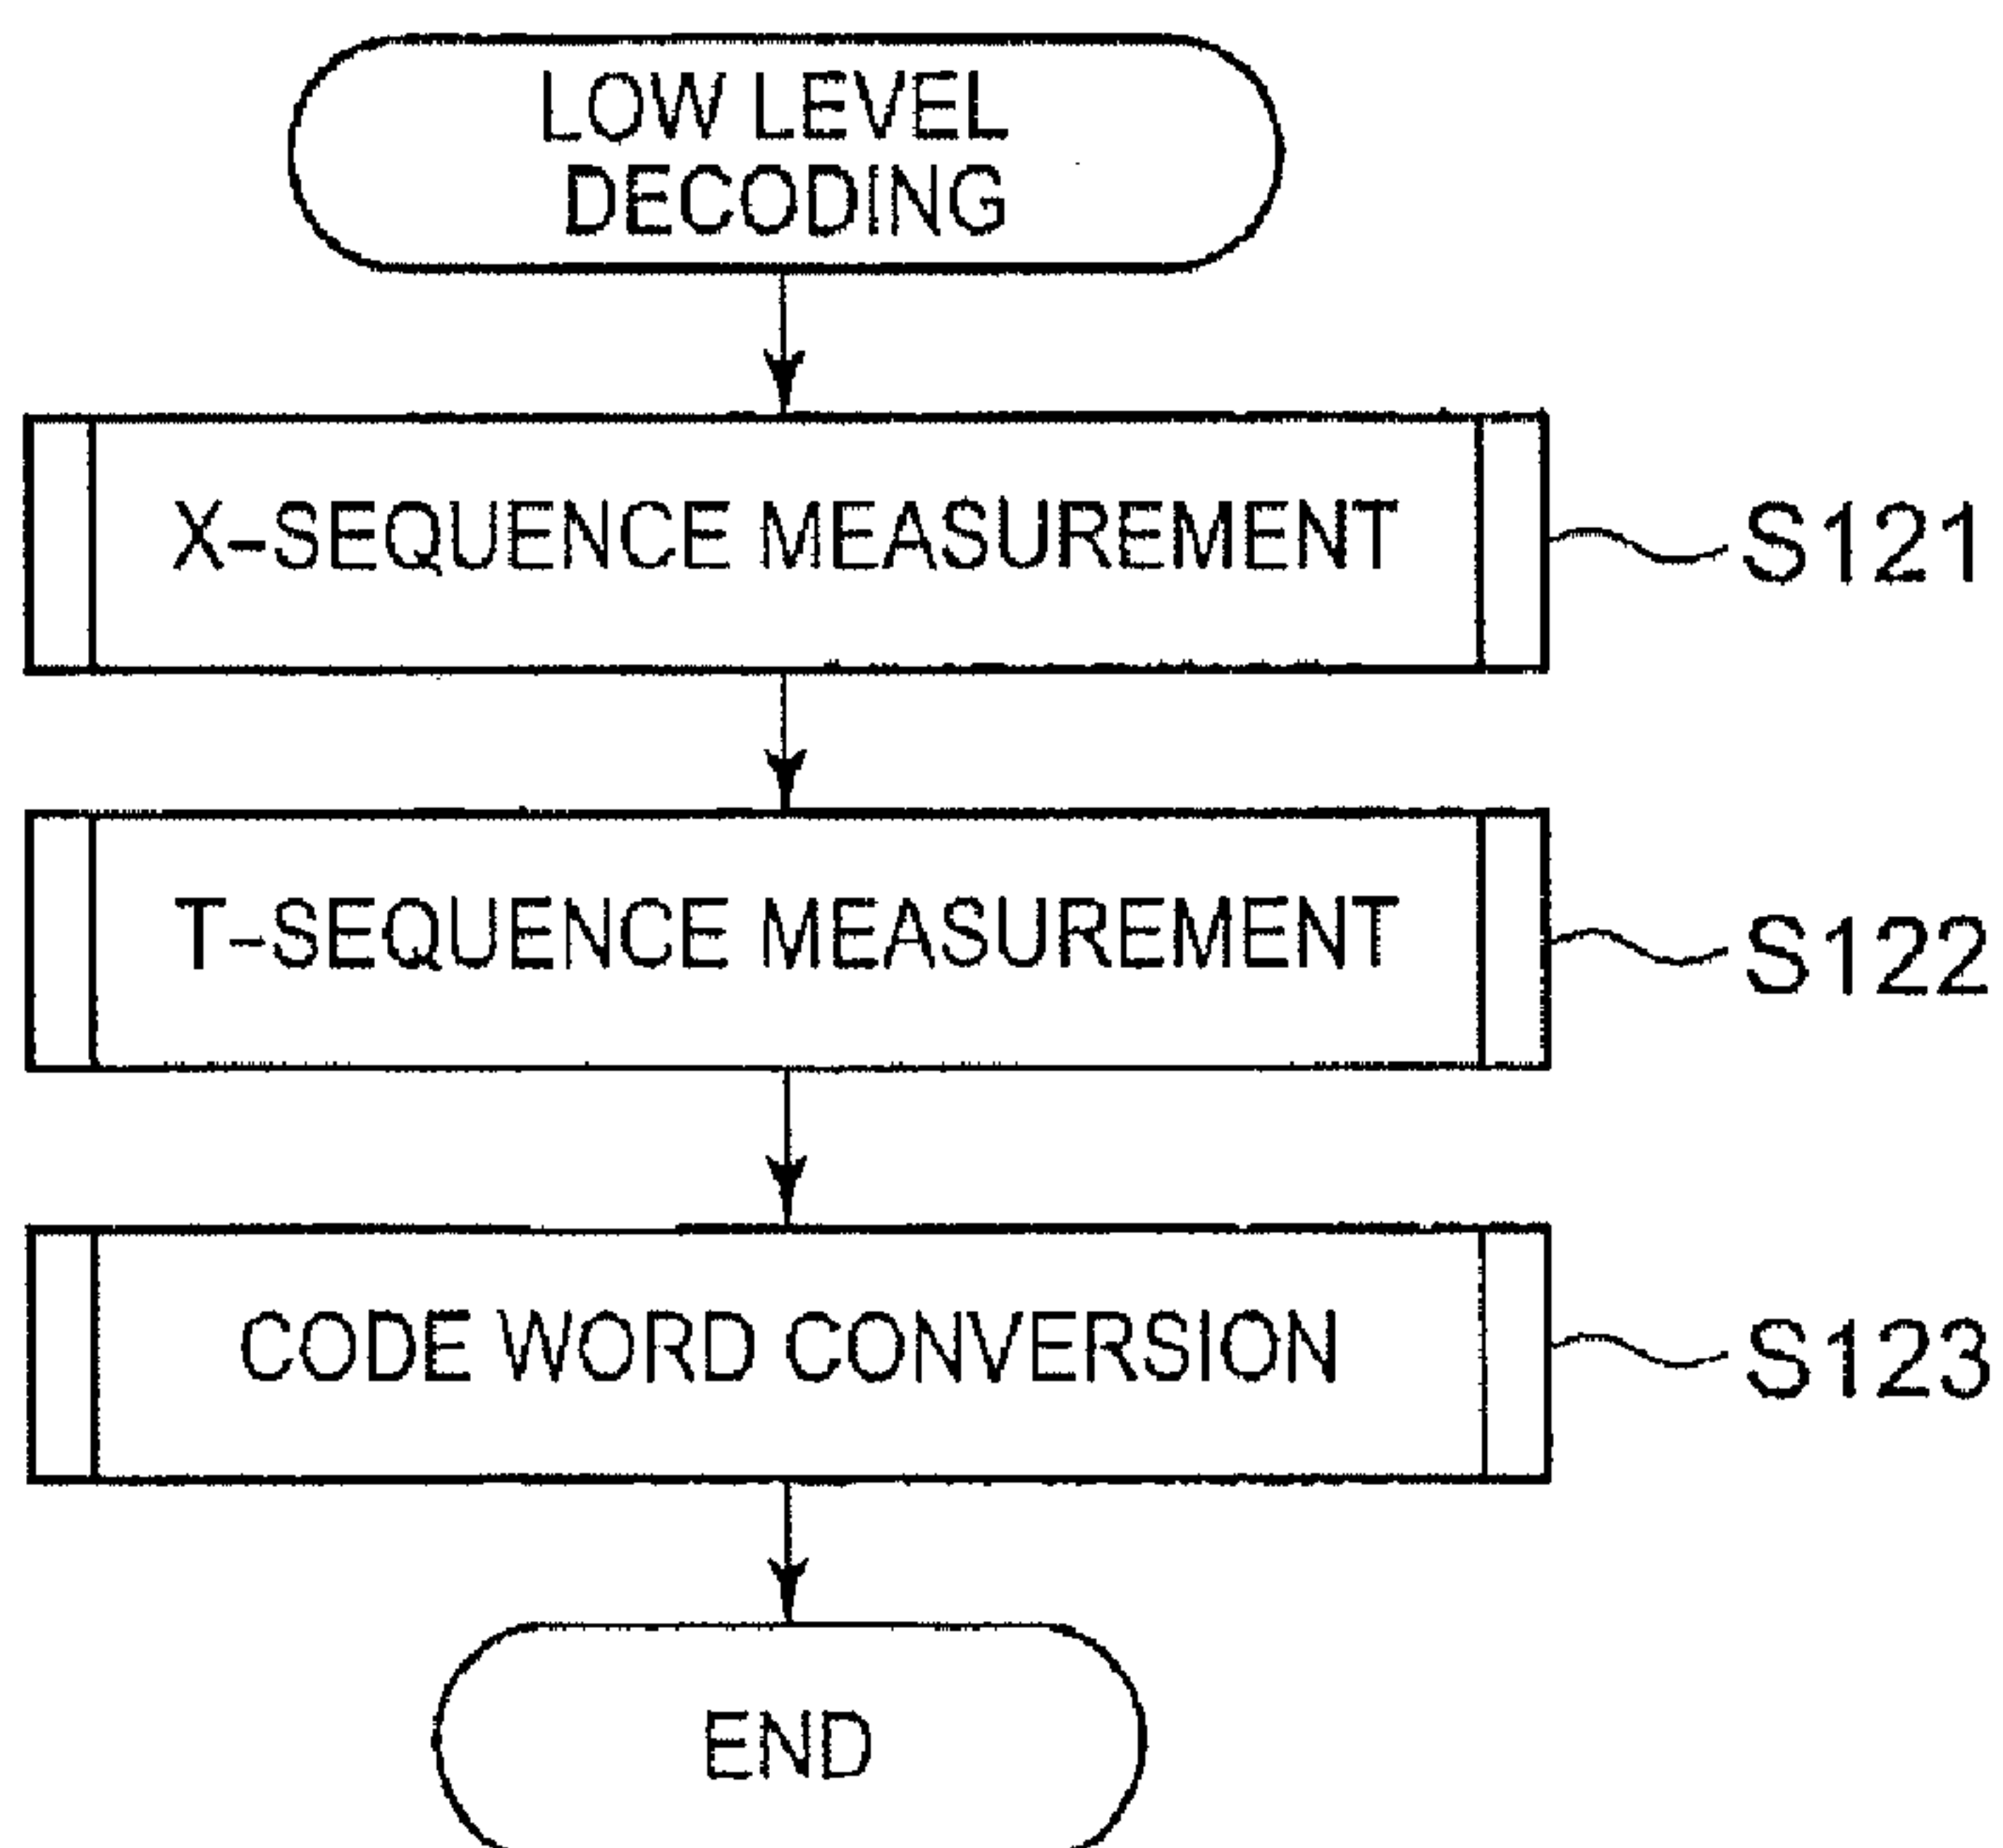 LOW LEVEL
DECODING
X-SEQUENCE MEASUREMENT
S121
T-SEQUENCE MEASUREMENT
S122
CODE WORD CONVERSION
S123
END